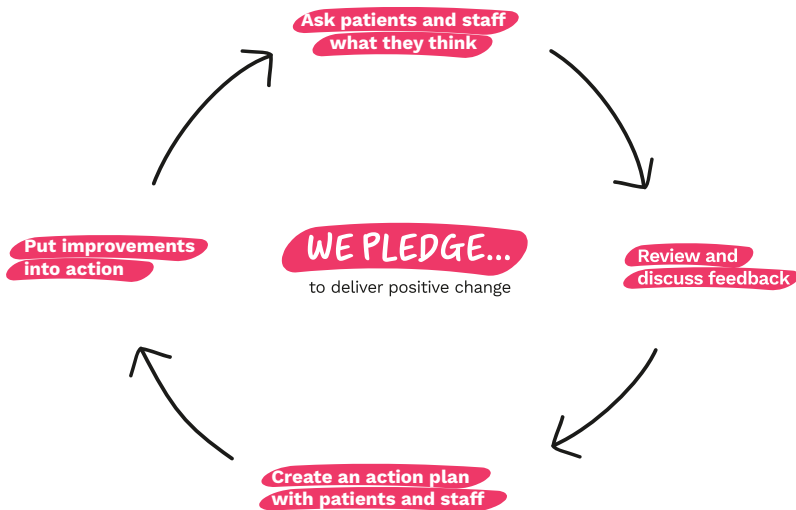 Ask patients and staff
what they think
Put improvements
into action
WE PLEDGE...
to deliver positive change
Review and
discuss feedback
Create an action plan
with patients and staff